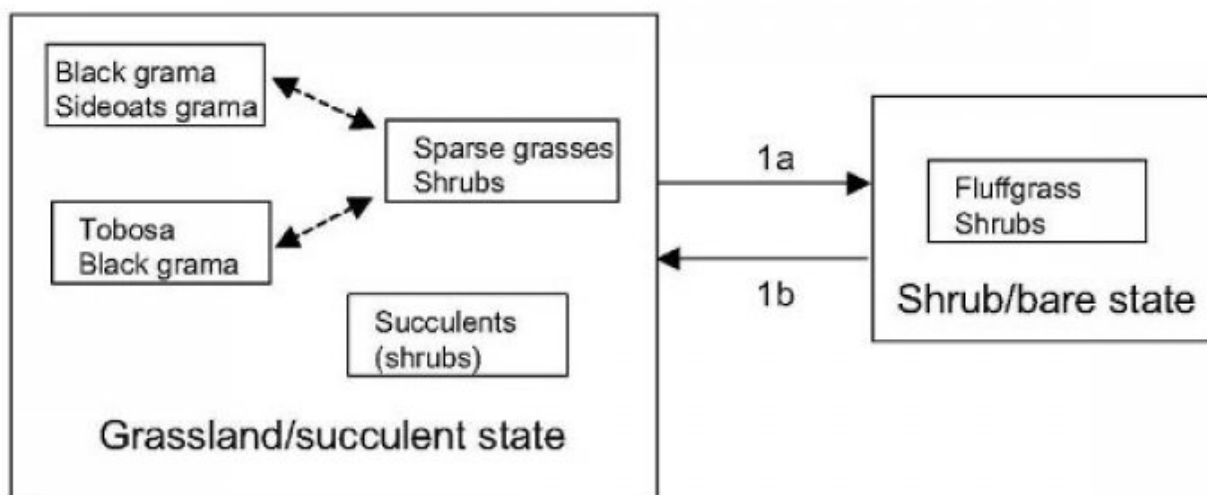 Black grama
Sideoats grama
Sparse grasses
Shrubs
Tobosa
Black grama
Succulents
(shrubs)
Grassland/succulent state
1a
1b
Fluffgrass
Shrubs
Shrub/bare state